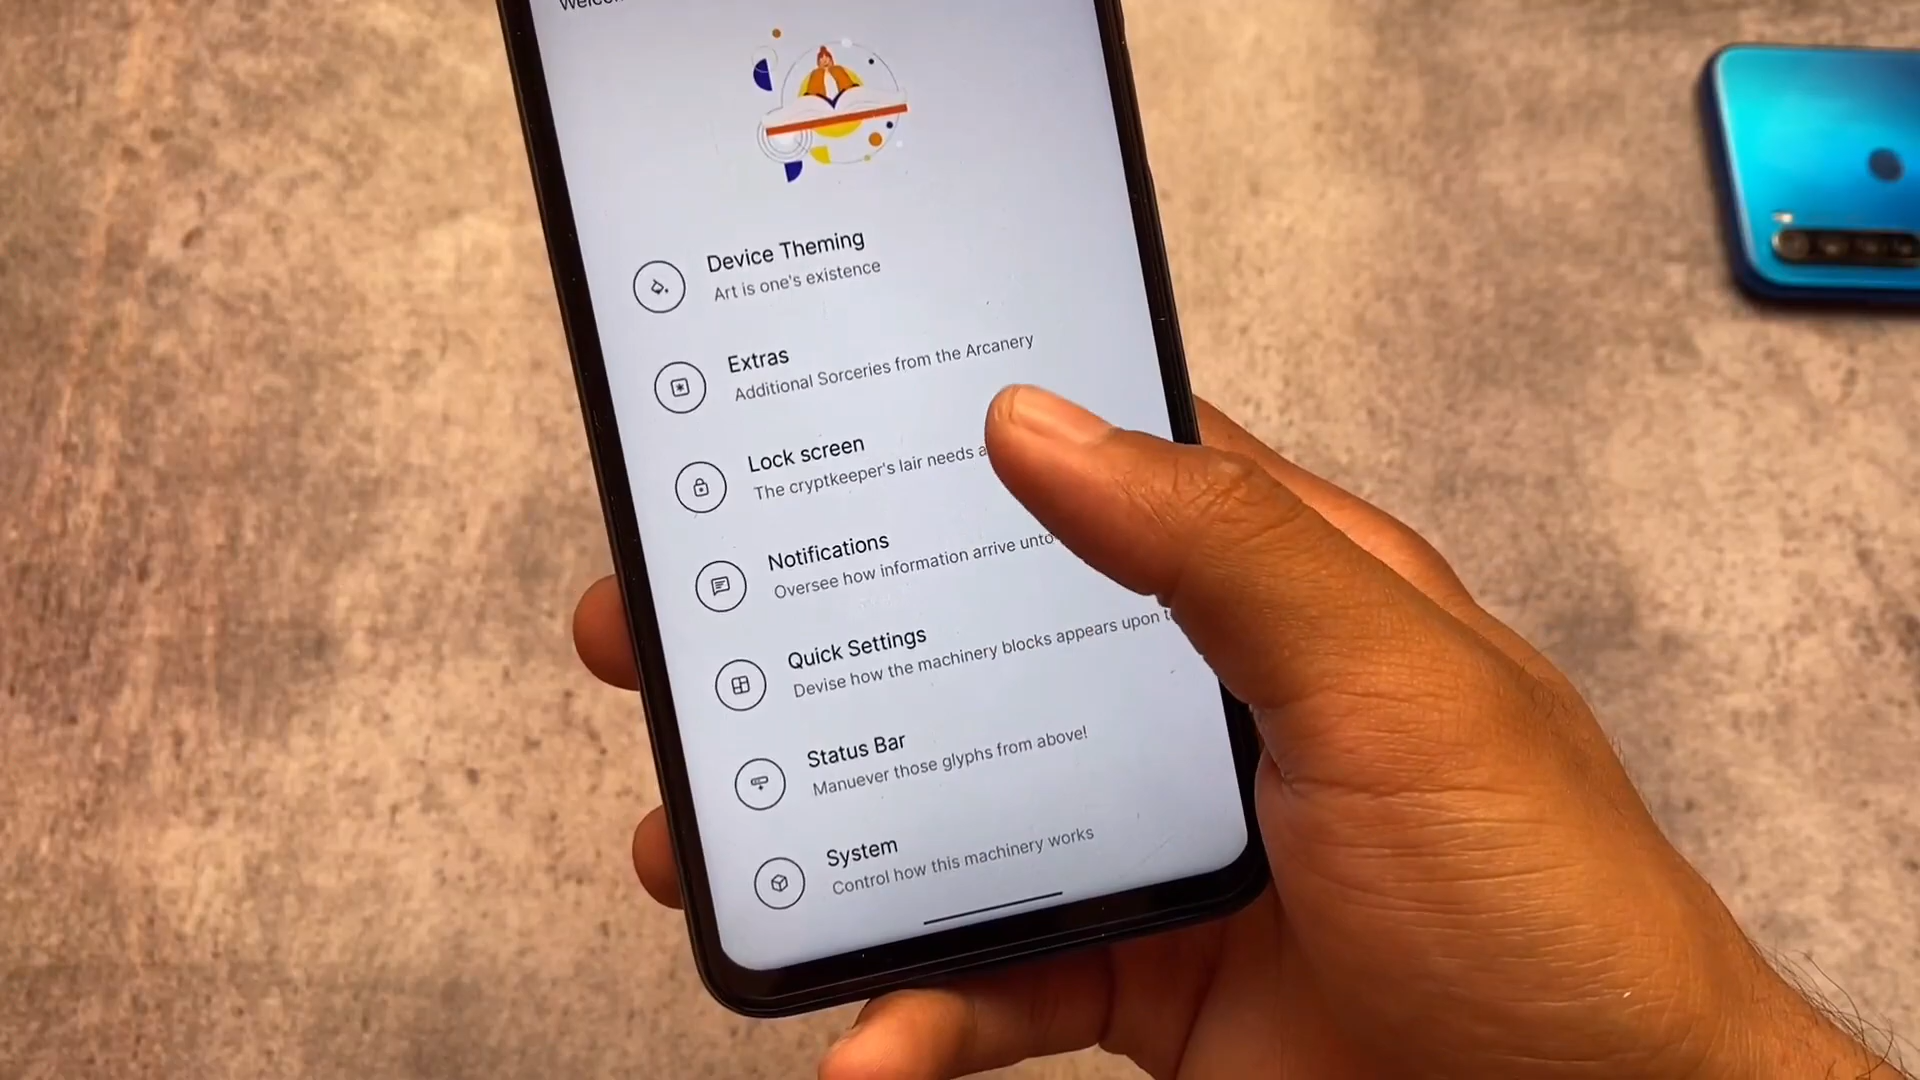 Device Theming
Art is one's existence
Extras
Additional Sorceries from the Arcanery
Lock screen
The cryptkeeper's lair needs
Notifications
Oversee how information arrive unto
Quick Settings
Devise how the machinery blocks appears upon
Status Bar
Manuever those glyphs from above!
System
Control how this machinery works